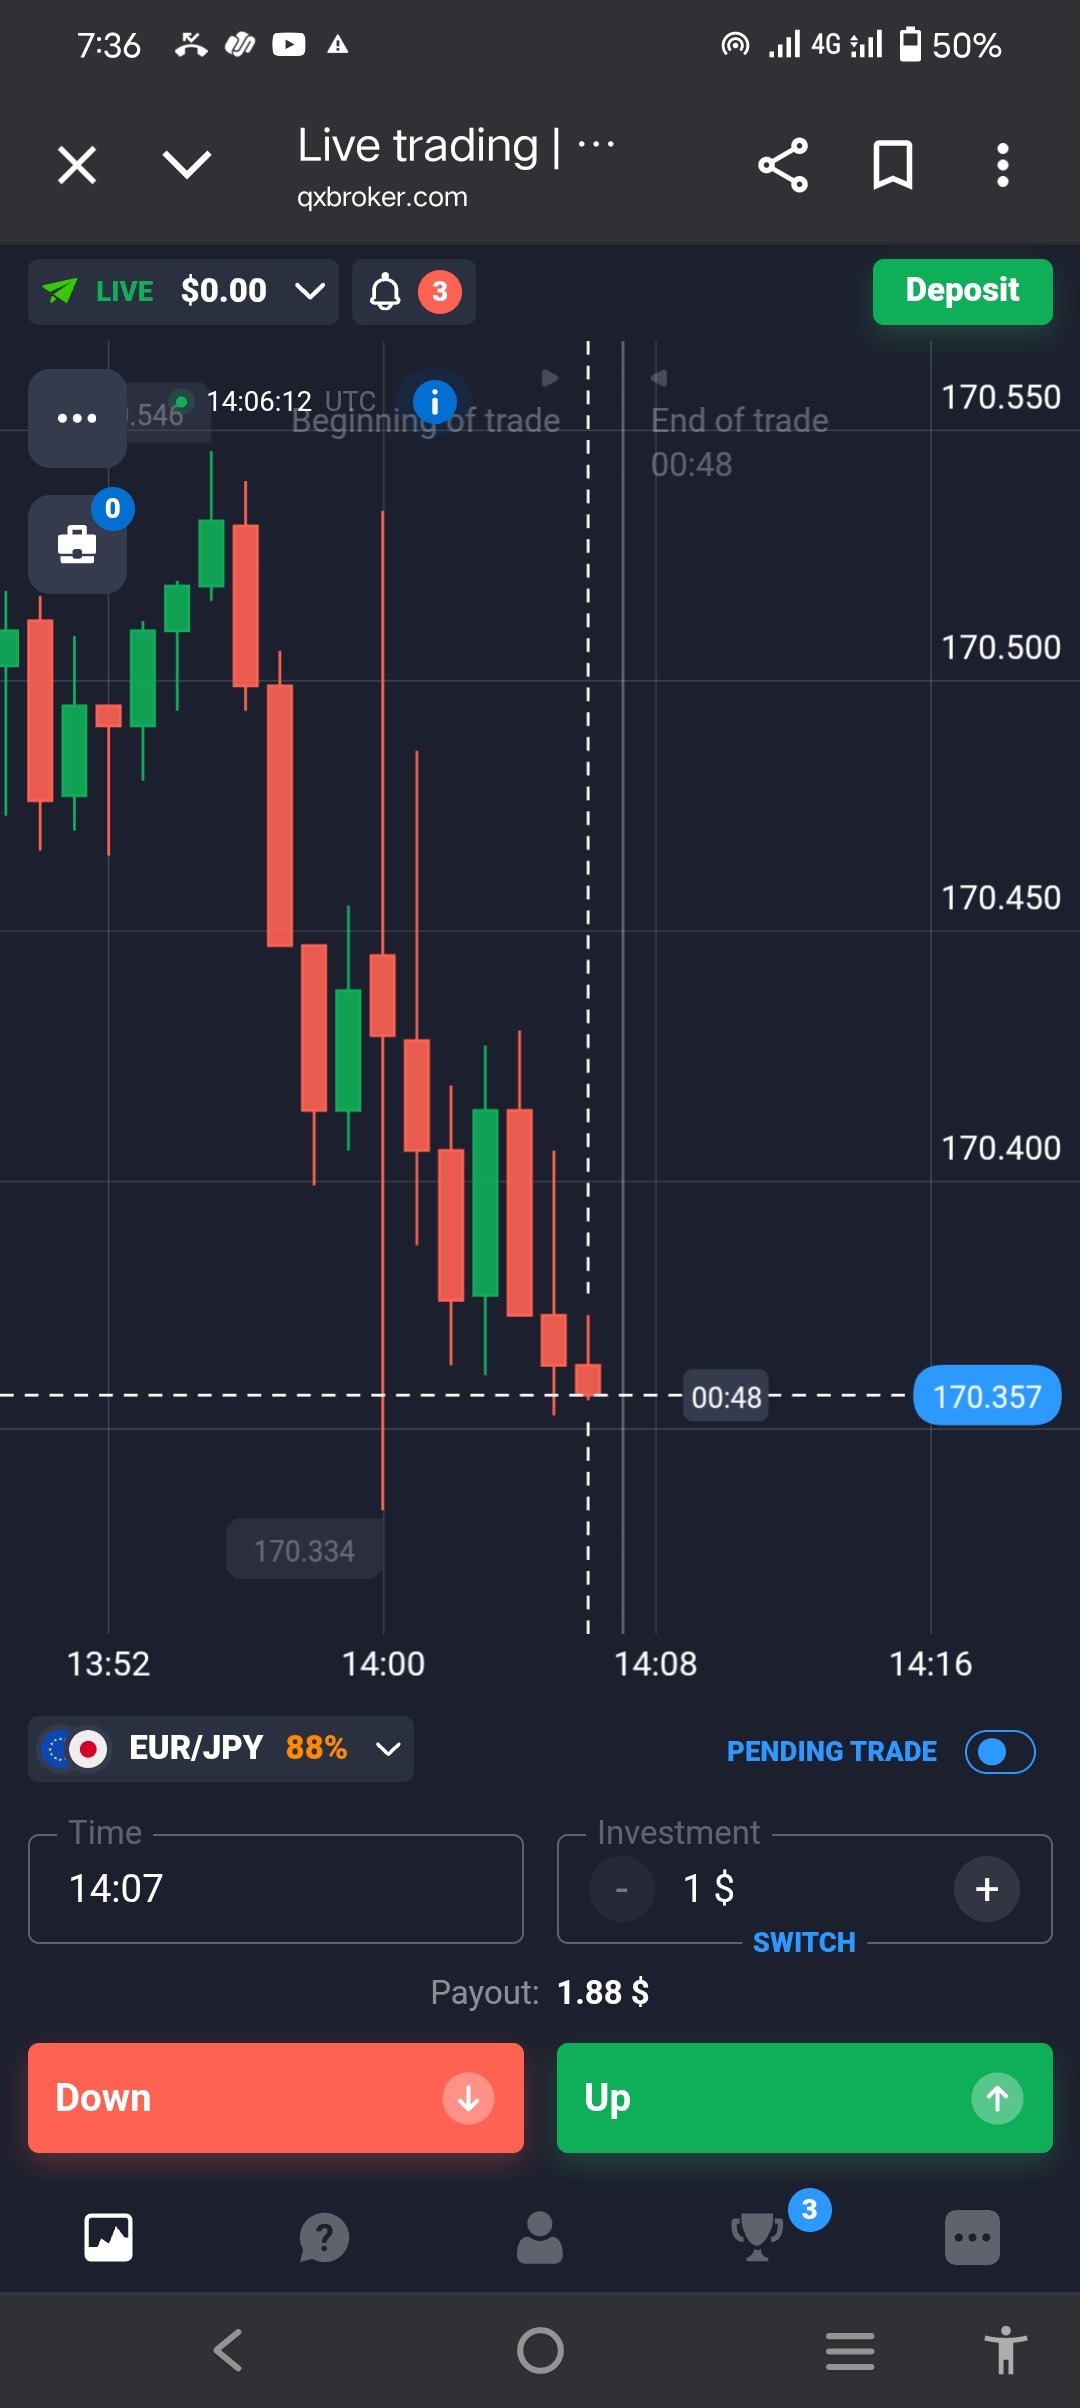 7:36 4G 50%
Live trading | ...
qxbroker.com
LIVE $0.00 3 Deposit
.546 14:06:12 UTC i
Beginning of trade End of trade
00:48
170.550
0
170.500
170.450
170.400
00:48 170.357
170.334
13:52 14:00 14:08 14:16
EUR/JPY 88% PENDING TRADE
Time Investment
14:07 - 1 $ +
SWITCH
Payout: 1.88 $
Down Up
? 3